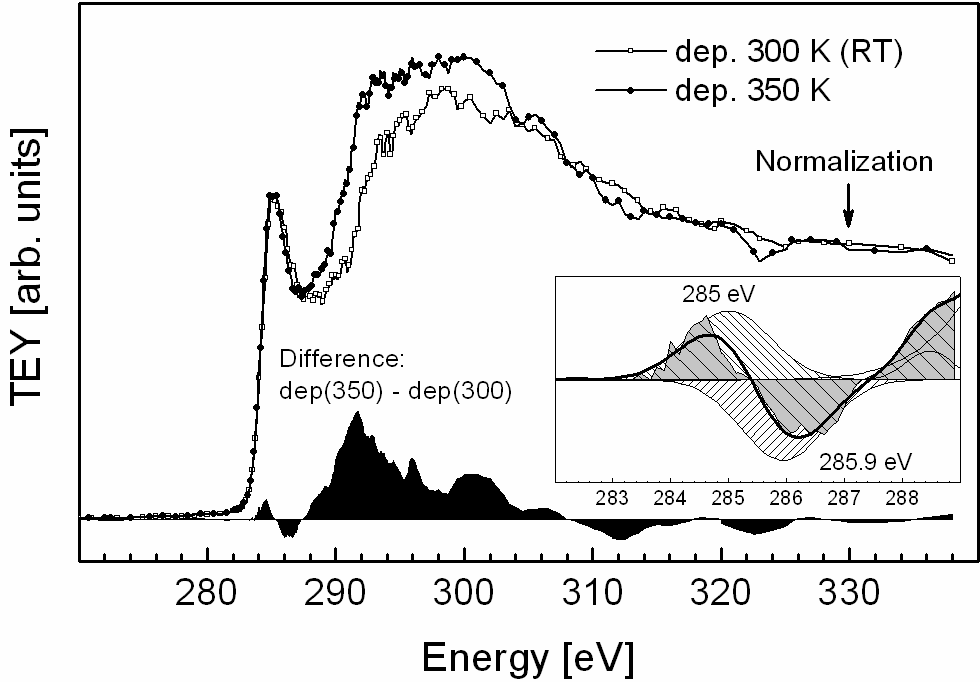 dep. 300 K (RT)
dep. 350 K
Normalization
TEY [arb. units]
Difference:
dep(350) - dep(300)
285 eV
285.9 eV
283 284 285 286 287 288
280 290 300 310 320 330
Energy [eV]